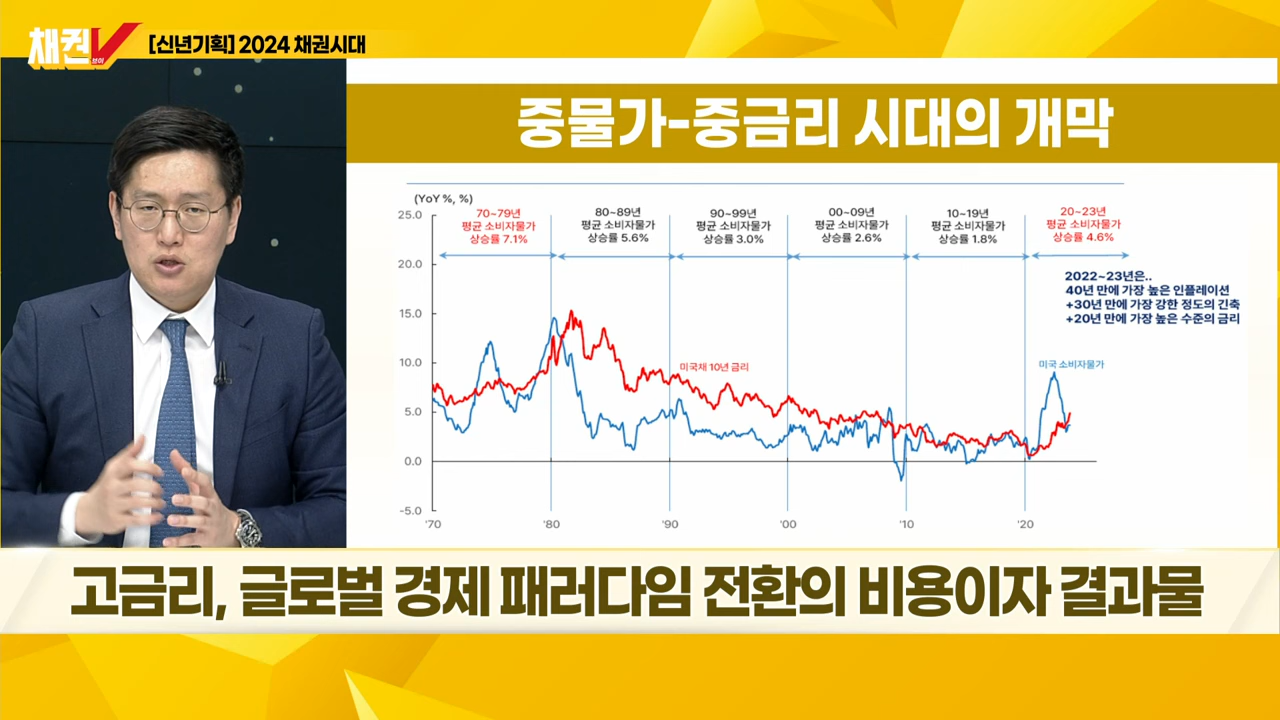 채권V
브이
[신년기획] 2024 채권시대
중물가-중금리 시대의 개막
(YoY %, %)
25.0
20.0
15.0
10.0
5.0
0.0
-5.0
70~79년
평균 소비자물가
상승률 7.1%
80~89년
평균 소비자물가
상승률 5.6%
90~99년
평균 소비자물가
상승률 3.0%
00~09년
평균 소비자물가
상승률 2.6%
10~19년
평균 소비자물가
상승률 1.8%
20~23년
평균 소비자물가
상승률 4.6%
2022~23년은..
40년 만에 가장 높은 인플레이션
+30년 만에 가장 강한 정도의 긴축
+20년 만에 가장 높은 수준의 금리
미국재 10년 금리
미국 소비자물가
'70
'80
'90
'00
'10
'20
고금리, 글로벌 경제 패러다임 전환의 비용이자 결과물